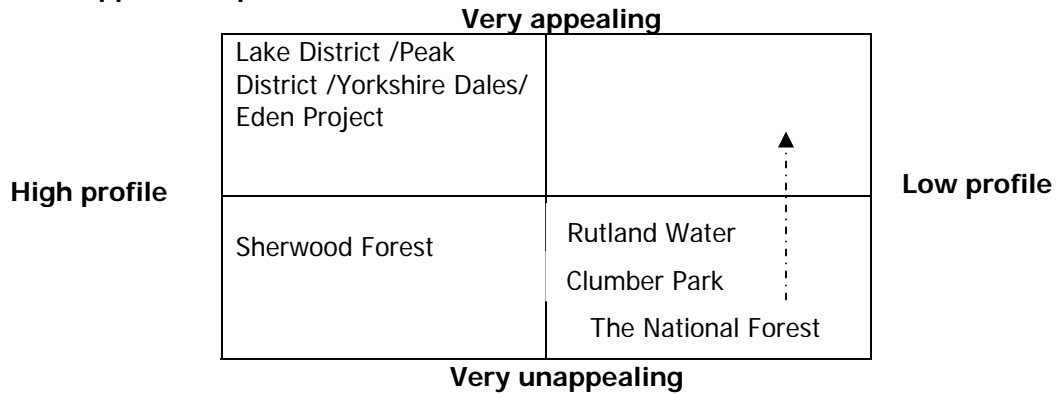 Very appealing
Lake District /Peak
District /Yorkshire Dales/
Eden Project
High profile
Low profile
Sherwood Forest
Rutland Water
Clumber Park
The National Forest
Very unappealing